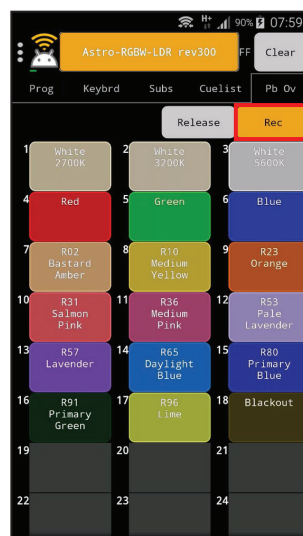 H+ 90% 07:59
Astro-RGBW-LDR rev300 FF Clear
Prog Keybrd Subs Cuelist Pb Ov
Release Rec
1 White 2 White 3 White
2700K 3200K 5600K
4 Red 5 Green 6 Blue
7 R02 8 R10 9 R23
Bastard Medium Orange
Amber Yellow
10 R31 11 R36 12 R53
Salmon Medium Pale
Pink Pink Lavender
13 R57 14 R65 15 R80
Lavender Daylight Primary
Blue Blue
16 R91 17 R96 18 Blackout
Primary Lime
Green
19 20 21
22 23 24